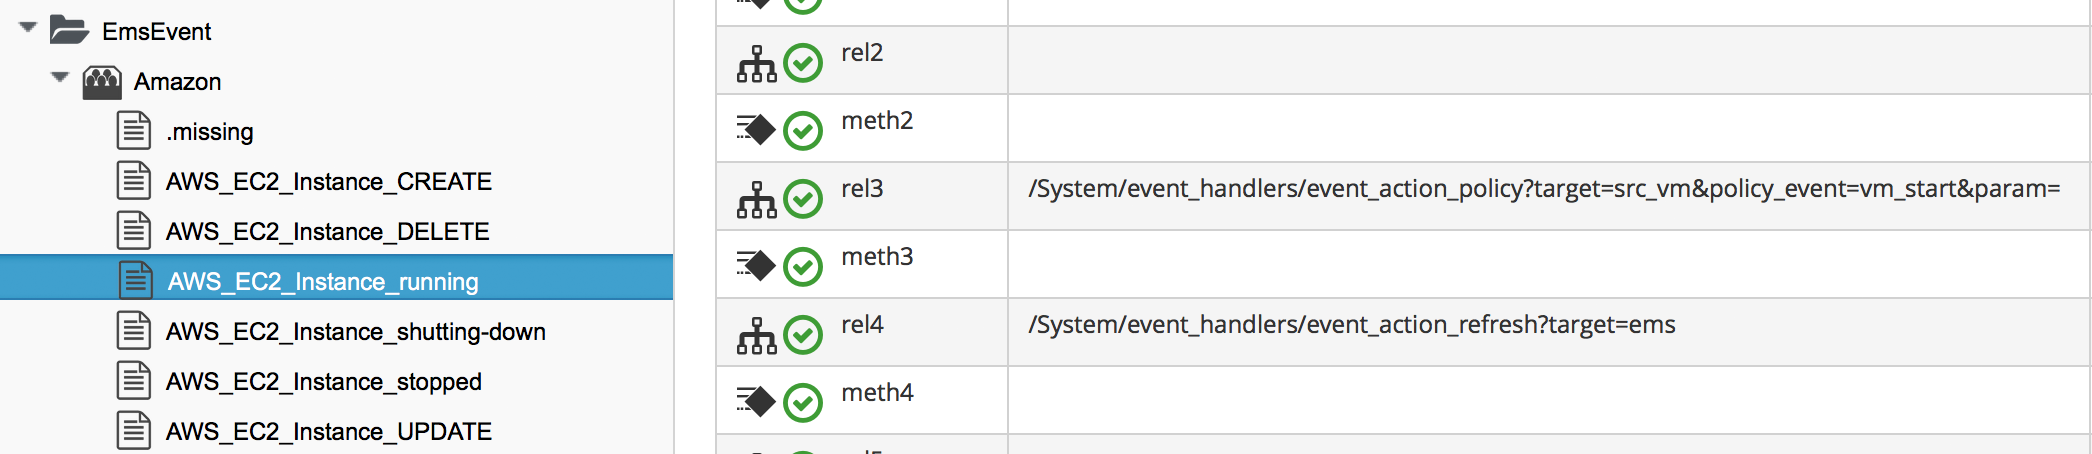 EmsEvent
Amazon
.missing
AWS_EC2_Instance_CREATE
AWS_EC2_Instance_DELETE
AWS_EC2_Instance_running
AWS_EC2_Instance_shutting-down
AWS_EC2_Instance_stopped
AWS_EC2_Instance_UPDATE
rel2
meth2
rel3 /System/event_handlers/event_action_policy?target=src_vm&policy_event=vm_start&param=
meth3
rel4 /System/event_handlers/event_action_refresh?target=ems
meth4